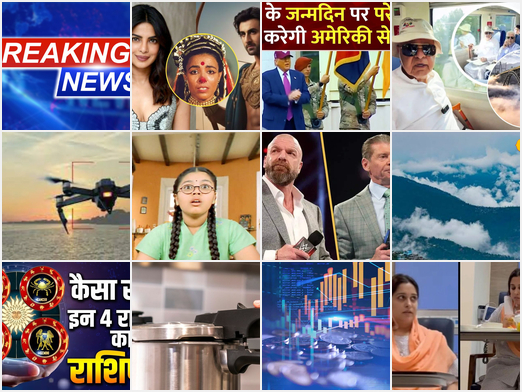 REAKING
NEWS
के जन्मदिन पर परे
करेगी अमेरिकी से
कैसा
इन 4 रा
का